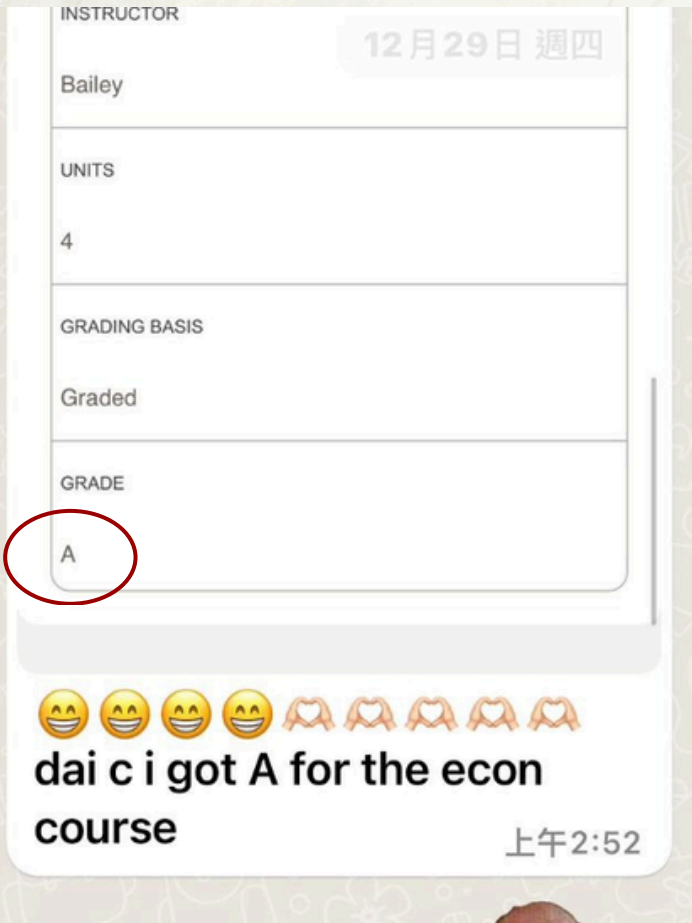 INSTRUCTOR
12月29日 週四
Bailey
UNITS
4
GRADING BASIS
Graded
GRADE
A
😁😁😁😁🫶🏻🫶🏻🫶🏻🫶🏻🫶🏻
dai c i got A for the econ
course
上午2:52